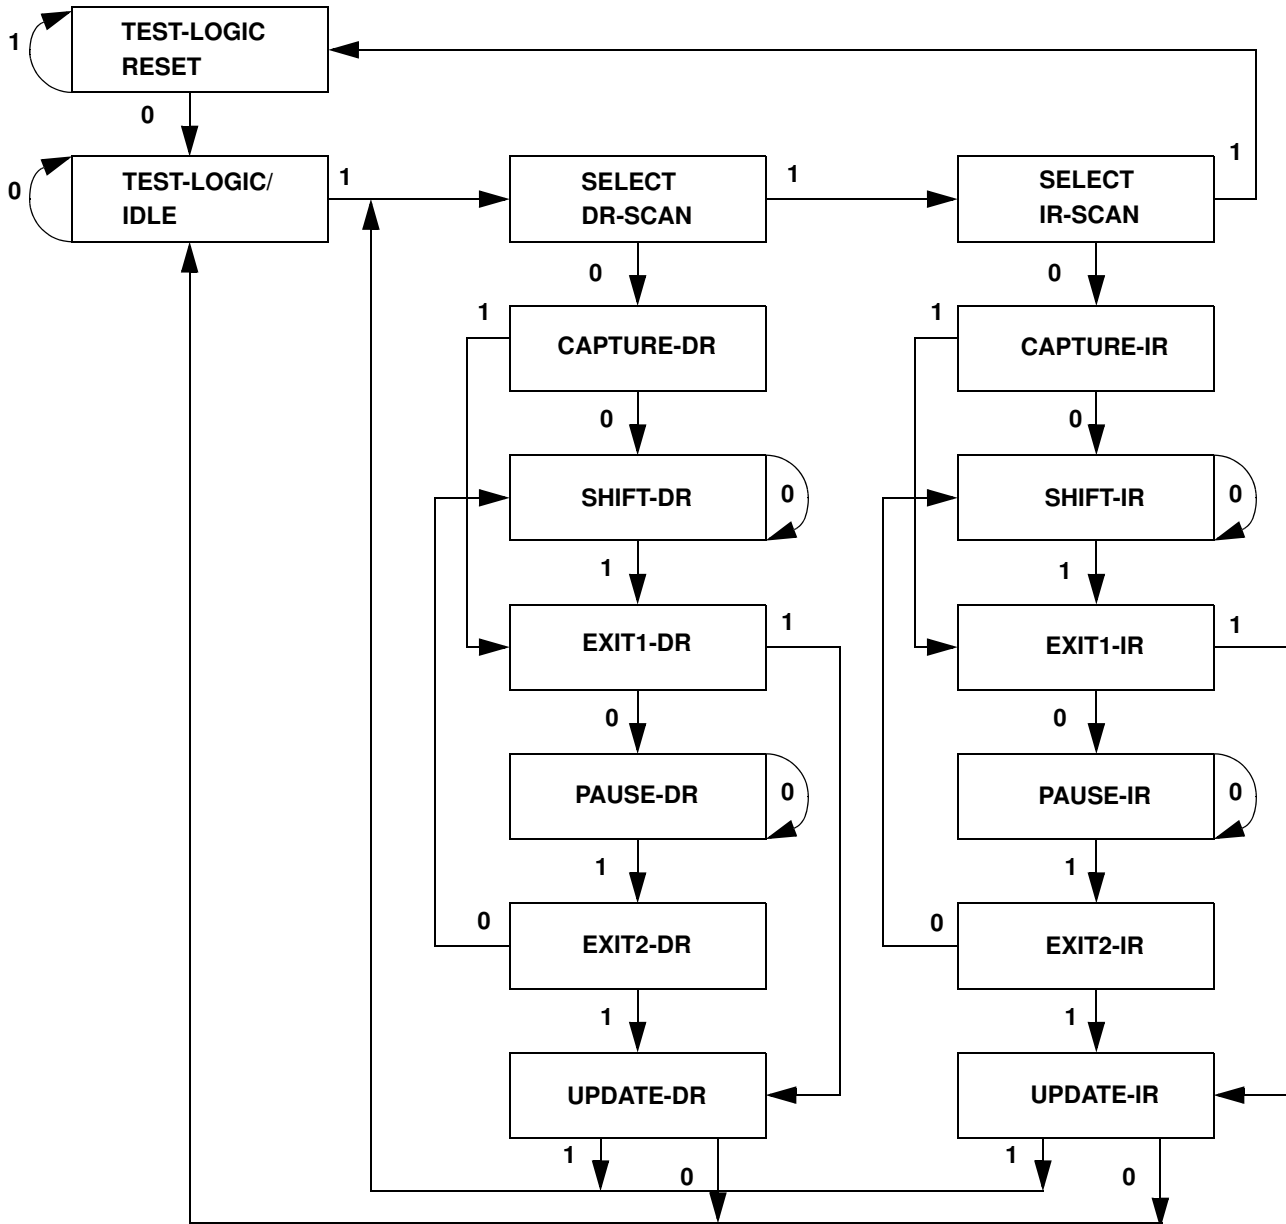 TEST-LOGIC
RESET
1
0
TEST-LOGIC/
IDLE
0
1
SELECT
DR-SCAN
1
SELECT
IR-SCAN
1
0
0
1
CAPTURE-DR
1
CAPTURE-IR
0
0
SHIFT-DR
0
SHIFT-IR
0
1
1
EXIT1-DR
1
EXIT1-IR
1
0
0
PAUSE-DR
0
PAUSE-IR
0
1
1
0
EXIT2-DR
0
EXIT2-IR
1
1
UPDATE-DR
UPDATE-IR
1
0
1
0